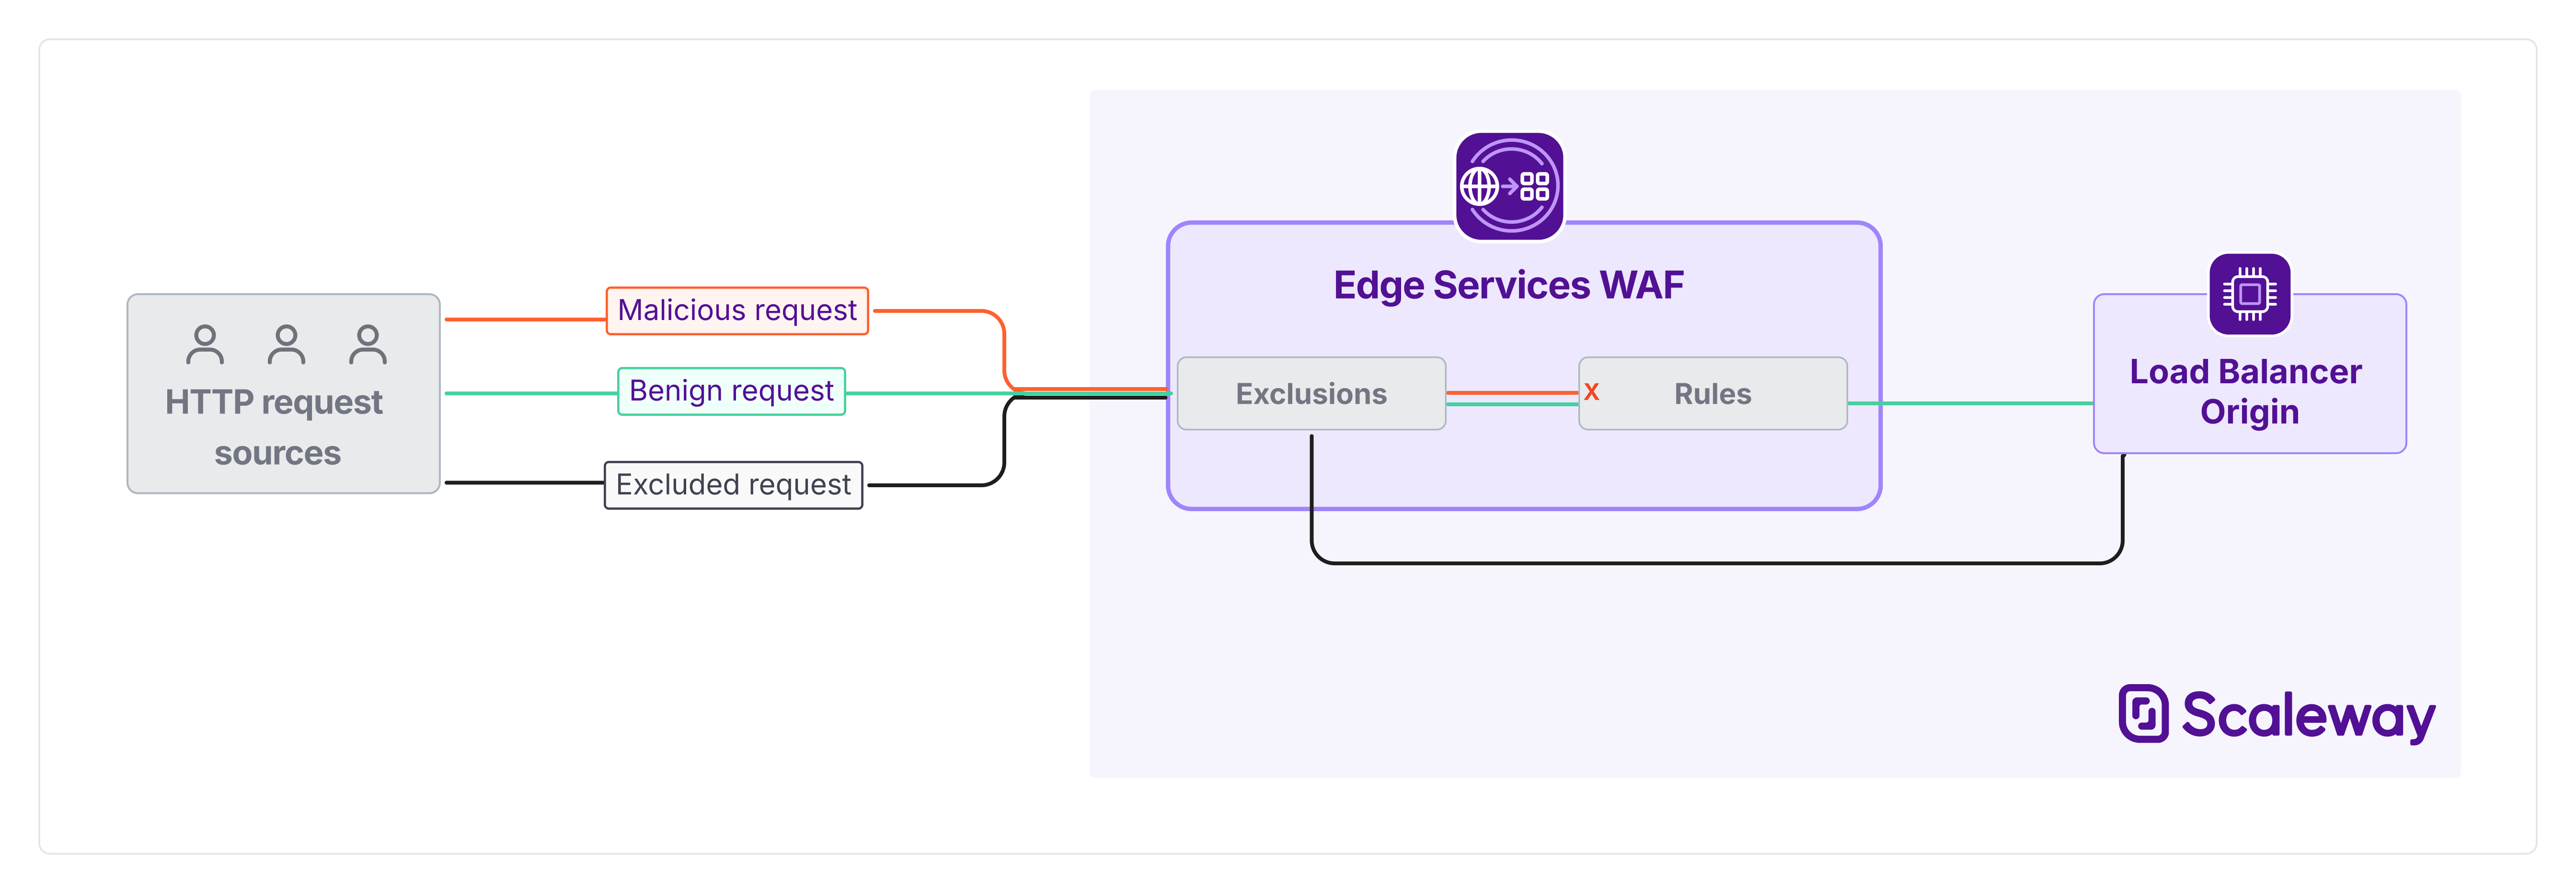 HTTP request
sources
Malicious request
Benign request
Excluded request
Edge Services WAF
Exclusions
X
Rules
Load Balancer
Origin
Scaleway